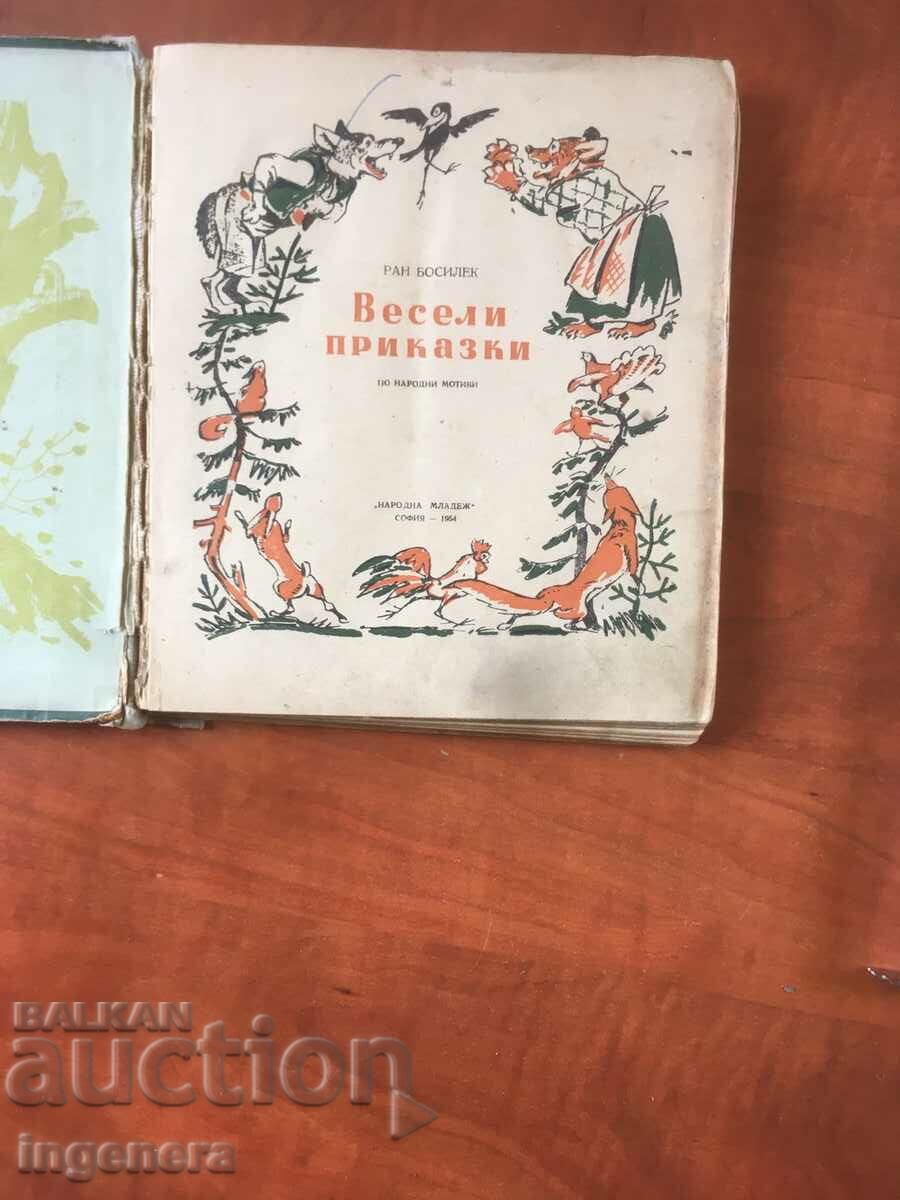 РАН БОСИЛЕК
Весели
приказки
ПО НАРОДНИ МОТИВИ
„НАРОДНА МЛАДЕЖ“
СОФИЯ — 1954
BALKAN
auction
ingenera